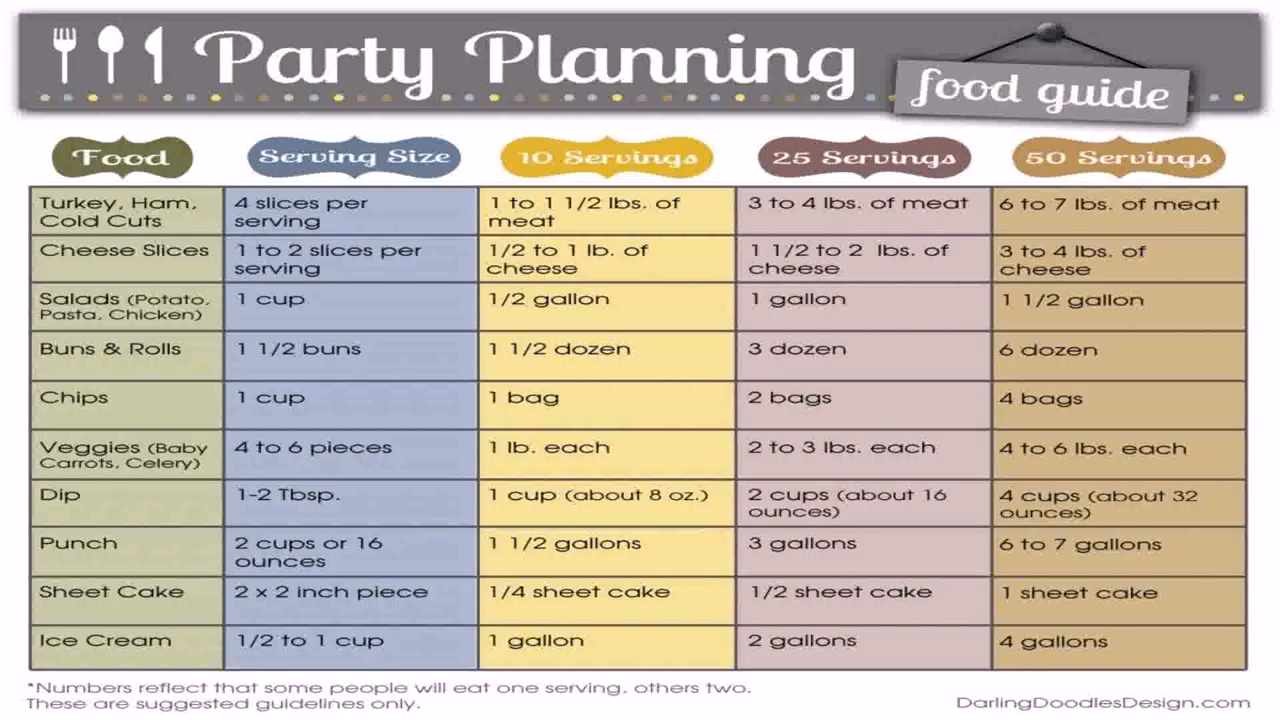 Party Planning
food guide
Food
Serving Size
10 Servings
25 Servings
50 Servings
Turkey, Ham,
Cold Cuts
4 slices per
serving
1 to 1 1/2 lbs. of
meat
3 to 4 lbs. of meat
6 to 7 lbs. of meat
Cheese Slices
1 to 2 slices per
serving
1/2 to 1 lb. of
cheese
1 1/2 to 2 lbs. of
cheese
3 to 4 lbs. of
cheese
Salads (Potato,
Pasta, Chicken)
1 cup
1/2 gallon
1 gallon
1 1/2 gallon
Buns & Rolls
1 1/2 buns
1 1/2 dozen
3 dozen
6 dozen
Chips
1 cup
1 bag
2 bags
4 bags
Veggies (Baby
Carrots, Celery)
4 to 6 pieces
1 lb. each
2 to 3 lbs. each
4 to 6 lbs. each
Dip
1-2 Tbsp.
1 cup (about 8 oz.)
2 cups (about 16
ounces)
4 cups (about 32
ounces)
Punch
2 cups or 16
ounces
1 1/2 gallons
3 gallons
6 to 7 gallons
Sheet Cake
2 x 2 inch piece
1/4 sheet cake
1/2 sheet cake
1 sheet cake
Ice Cream
1/2 to 1 cup
1 gallon
2 gallons
4 gallons
*Numbers reflect that some people will eat one serving, others two.
These are suggested guidelines only.
DarlingDoodlesDesign.com